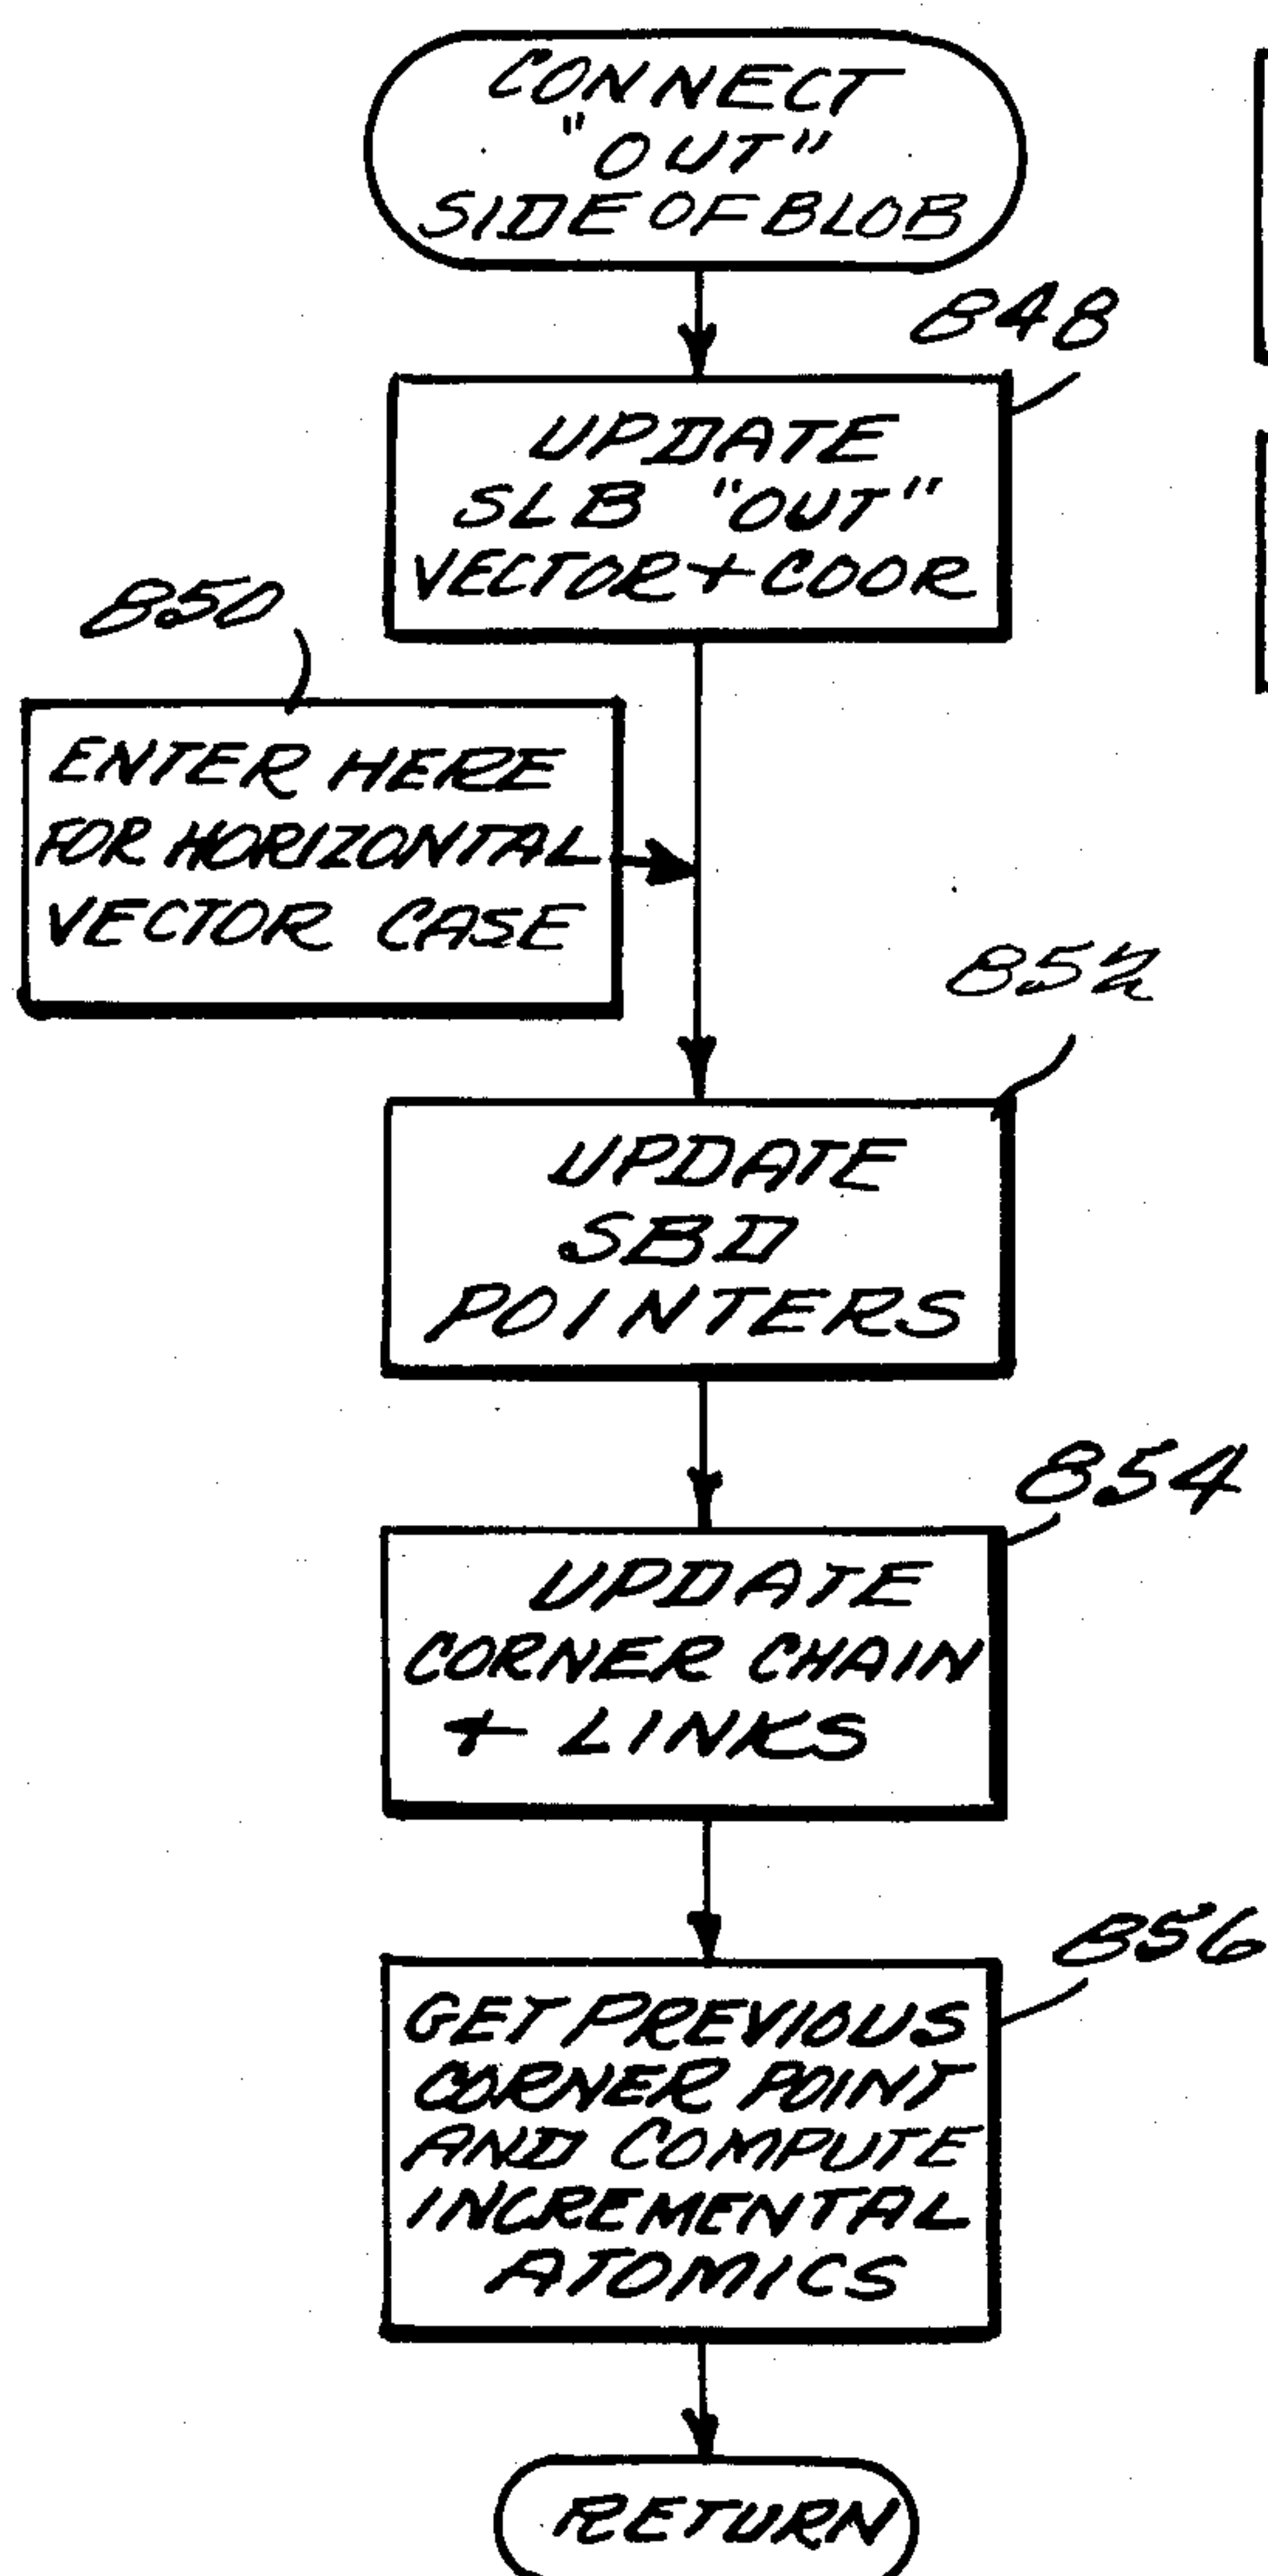 CONNECT
"OUT"
SIDE OF BLOB
848
UPDATE
SLB "OUT"
VECTOR + COOR
850
ENTER HERE
FOR HORIZONTAL
VECTOR CASE
852
UPDATE
SBD
POINTERS
854
UPDATE
CORNER CHAIN
+ LINKS
856
GET PREVIOUS
CORNER POINT
AND COMPUTE
INCREMENTAL
ATOMICS
RETURN